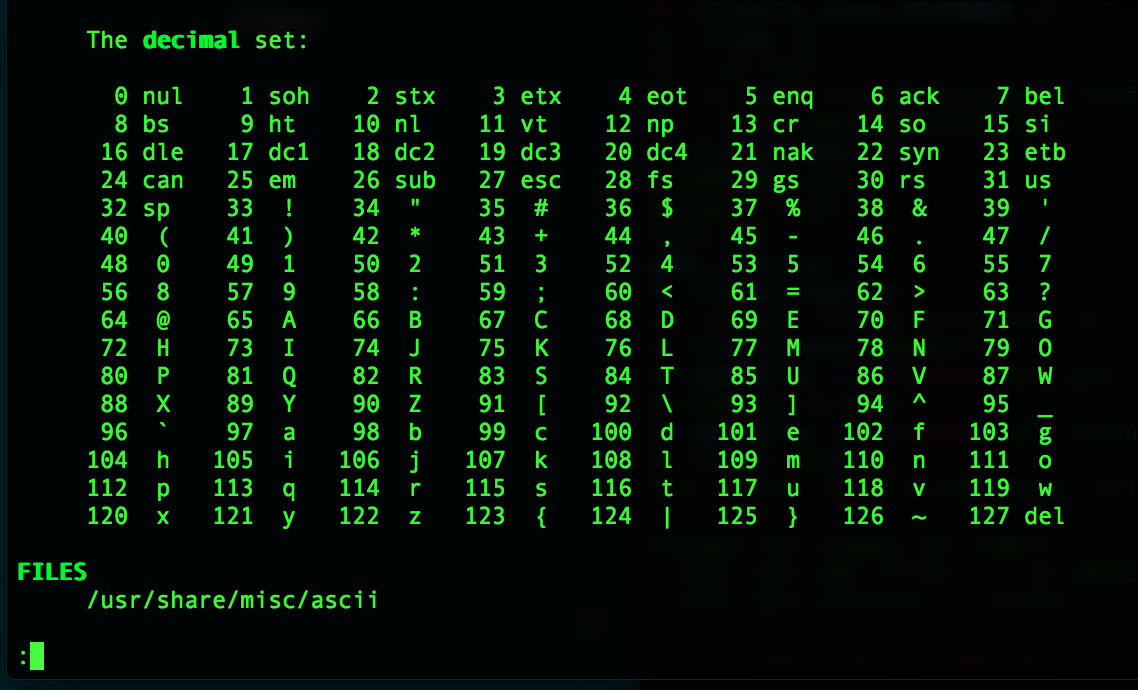 The decimal set:
0 nul 1 soh 2 stx 3 etx 4 eot 5 enq 6 ack 7 bel
8 bs 9 ht 10 nl 11 vt 12 np 13 cr 14 so 15 si
16 dle 17 dc1 18 dc2 19 dc3 20 dc4 21 nak 22 syn 23 etb
24 can 25 em 26 sub 27 esc 28 fs 29 gs 30 rs 31 us
32 sp 33 ! 34 " 35 # 36 $ 37 % 38 & 39 '
40 ( 41 ) 42 * 43 + 44 , 45 - 46 . 47 /
48 0 49 1 50 2 51 3 52 4 53 5 54 6 55 7
56 8 57 9 58 : 59 ; 60 < 61 = 62 > 63 ?
64 @ 65 A 66 B 67 C 68 D 69 E 70 F 71 G
72 H 73 I 74 J 75 K 76 L 77 M 78 N 79 O
80 P 81 Q 82 R 83 S 84 T 85 U 86 V 87 W
88 X 89 Y 90 Z 91 [ 92 \ 93 ] 94 ^ 95 _
96 ` 97 a 98 b 99 c 100 d 101 e 102 f 103 g
104 h 105 i 106 j 107 k 108 l 109 m 110 n 111 o
112 p 113 q 114 r 115 s 116 t 117 u 118 v 119 w
120 x 121 y 122 z 123 { 124 | 125 } 126 ~ 127 del
FILES
/usr/share/misc/ascii
: